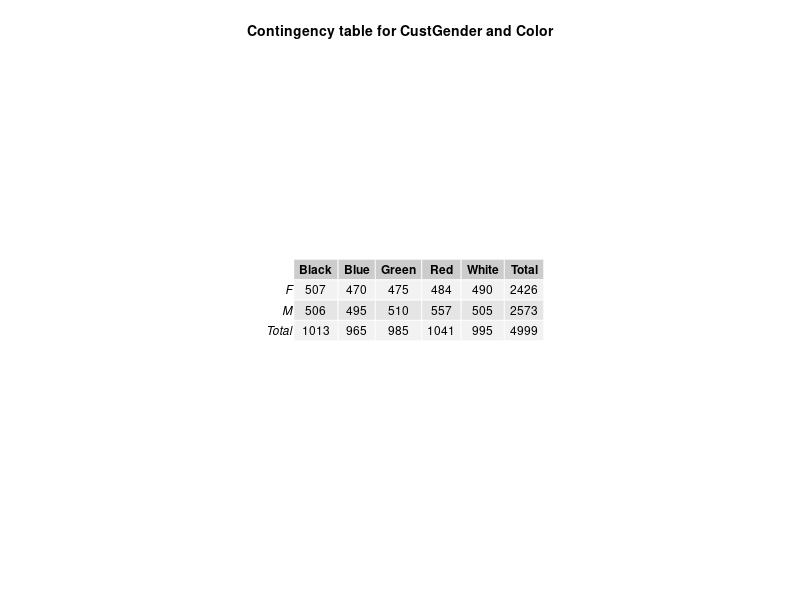 Contingency table for CustGender and Color
Black Blue Green Red White Total
F 507 470 475 484 490 2426
M 506 495 510 557 505 2573
Total 1013 965 985 1041 995 4999